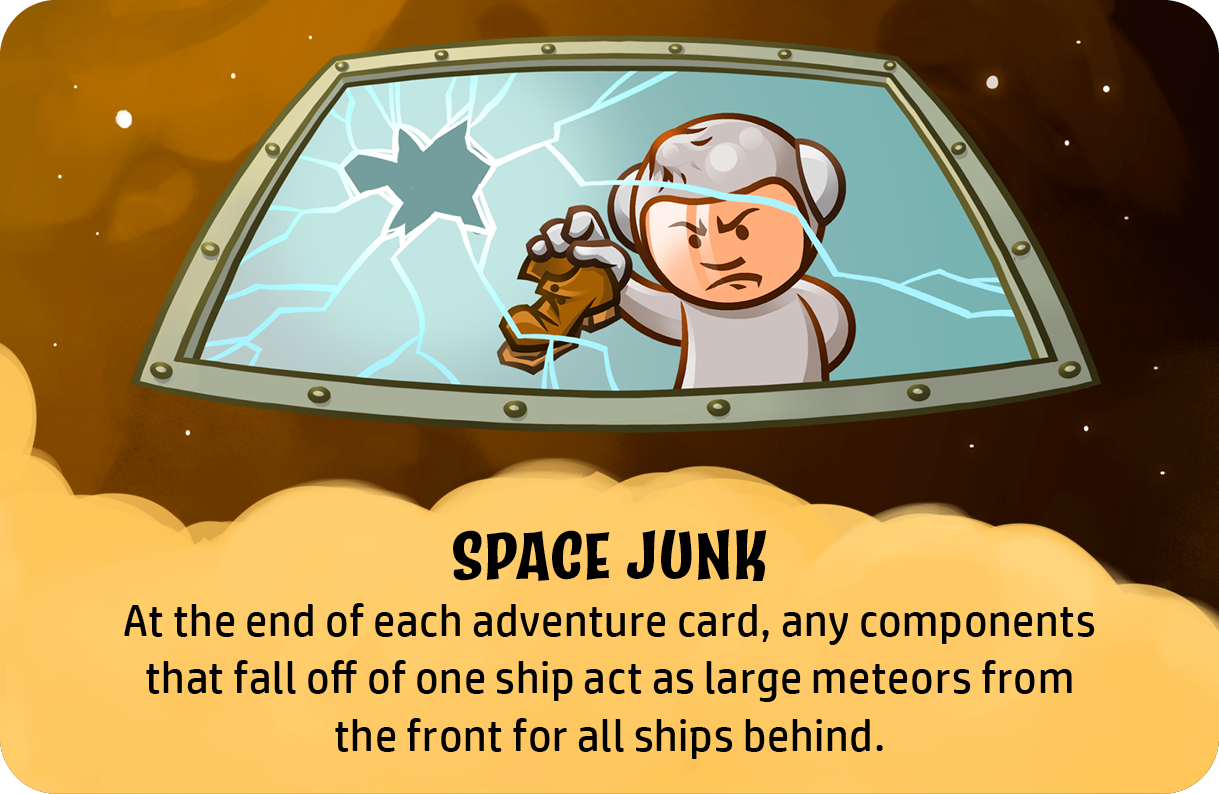 SPACE JUNK
At the end of each adventure card, any components
that fall off of one ship act as large meteors from
the front for all ships behind.